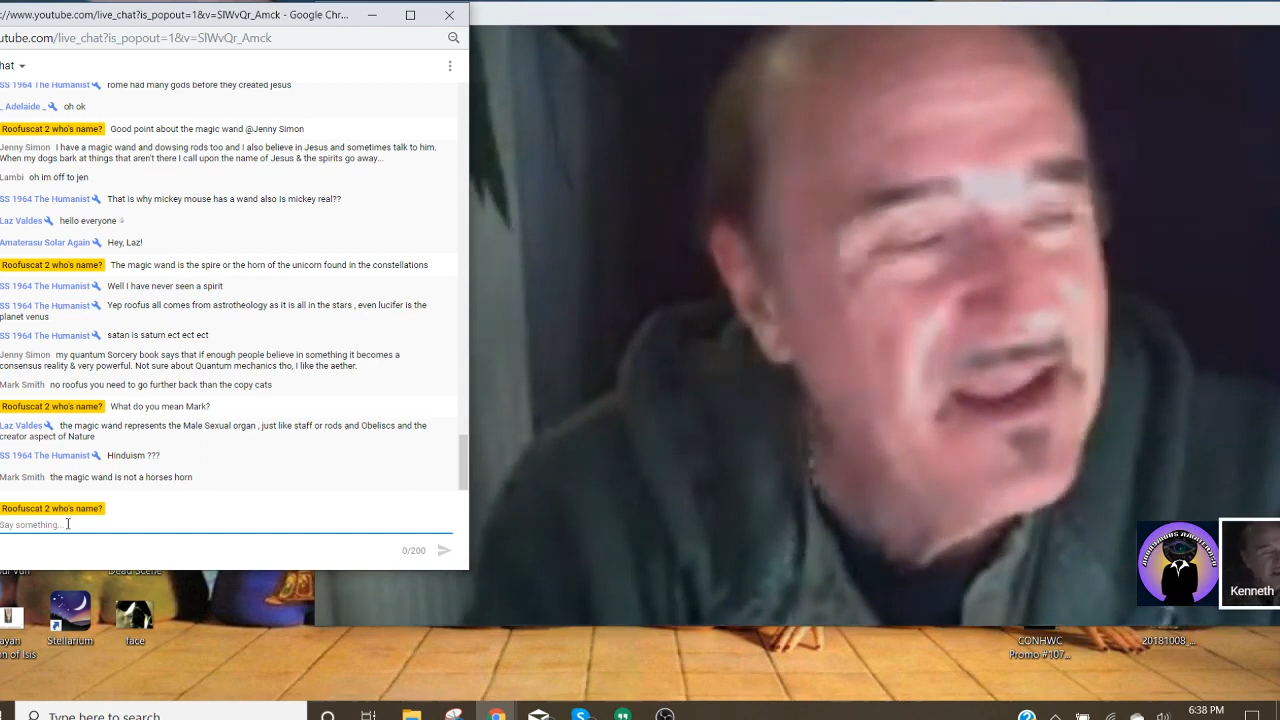 ://www.youtube.com/live_chat?is_popout=1&v=SlWvQr_Amck - Google Chr...
utube.com/live_chat?is_popout=1&v=SlWvQr_Amck
hat
SS 1964 The Humanist rome had many gods before they created jesus
_ Adelaide _ oh ok
Roofuscat 2 who's name? Good point about the magic wand @Jenny Simon
Jenny Simon I have a magic wand and dowsing rods too and I also believe in Jesus and sometimes talk to him.
When my dogs bark at things that aren't there I call upon the name of Jesus & the spirits go away...
Lambi oh im off to jen
SS 1964 The Humanist That is why mickey mouse has a wand also Is mickey real??
Laz Valdes hello everyone
Amaterasu Solar Again Hey, Laz!
Roofuscat 2 who's name? The magic wand is the spire or the horn of the unicorn found in the constellations
SS 1964 The Humanist Well I have never seen a spirit
SS 1964 The Humanist Yep roofus all comes from astrotheology as it is all in the stars , even lucifer is the
planet venus
SS 1964 The Humanist satan is saturn ect ect ect
Jenny Simon my quantum Sorcery book says that if enough people believe in something it becomes a
consensus reality & very powerful. Not sure about Quantum mechanics tho, I like the aether.
Mark Smith no roofus you need to go further back than the copy cats
Roofuscat 2 who's name? What do you mean Mark?
Laz Valdes the magic wand represents the Male Sexual organ , just like staff or rods and Obeliscs and the
creator aspect of Nature
SS 1964 The Humanist Hinduism ???
Mark Smith the magic wand is not a horses horn
Roofuscat 2 who's name?
Say something...
0/200
Dead Scene
Stellarium
face
ayan
on of Isis
Kenneth
CONHWC
Promo #107...
20181008_...
Type here to search
6:38 PM